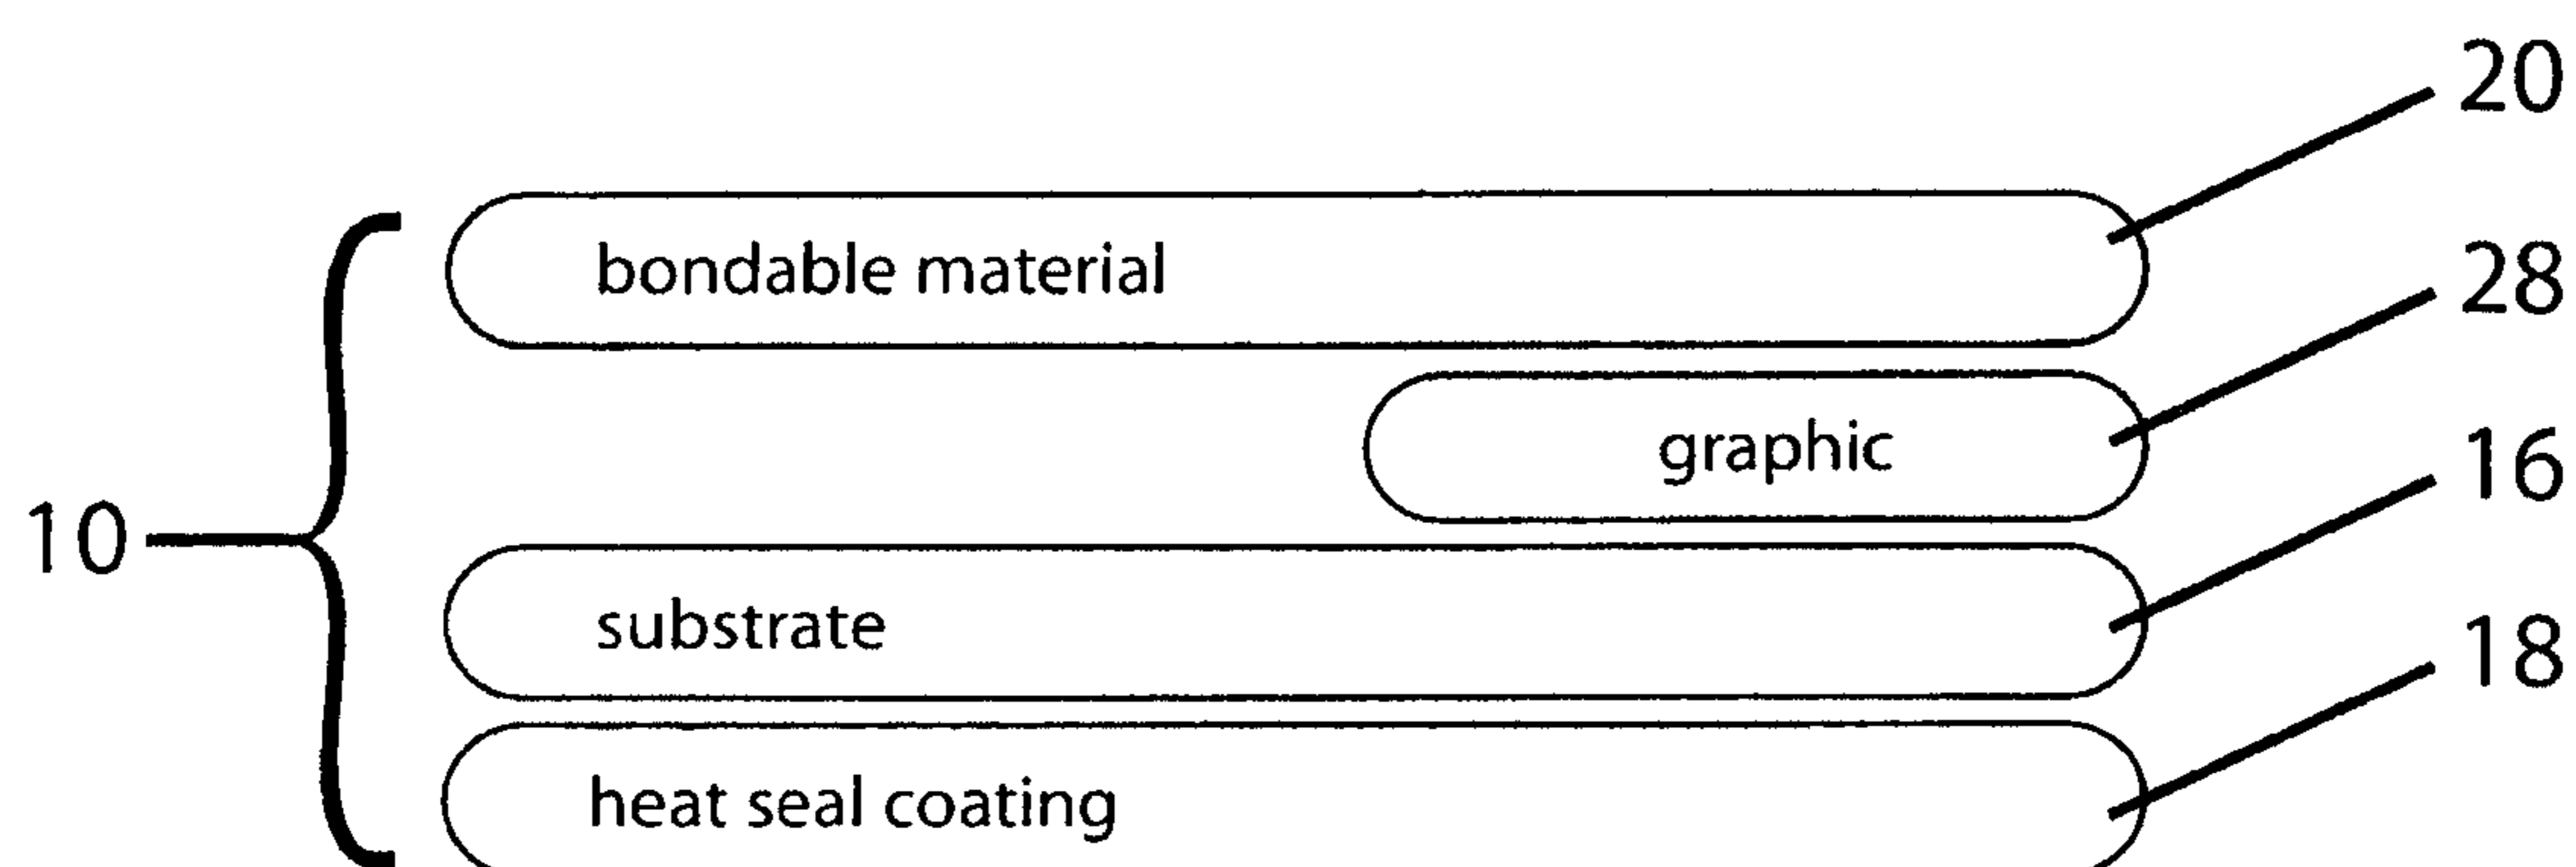 20
bondable material
28
graphic
16
10
substrate
18
heat seal coating